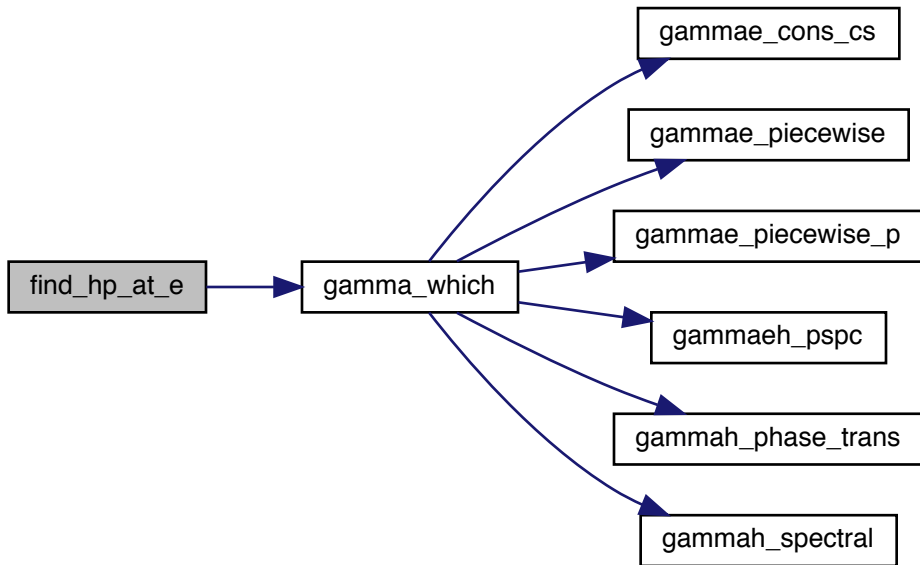 gammae_cons_cs
gammae_piecewise
gammae_piecewise_p
find_hp_at_e
gamma_which
gammaeh_pspc
gammah_phase_trans
gammah_spectral